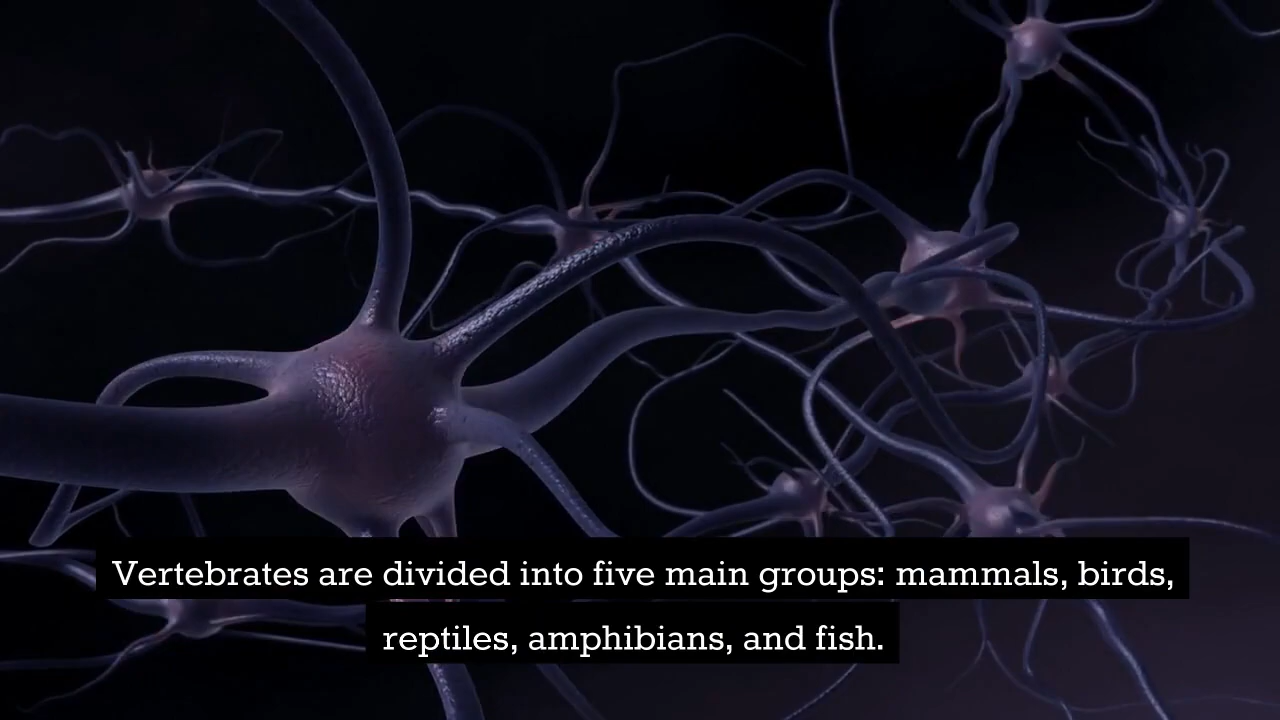 Vertebrates are divided into five main groups: mammals, birds,
reptiles, amphibians, and fish.